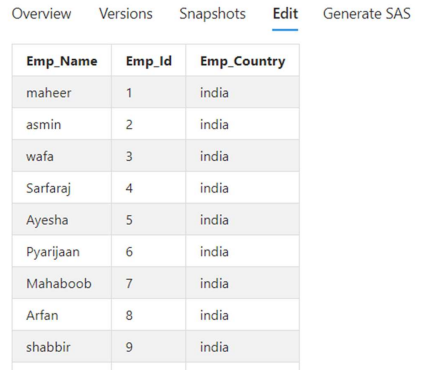 Overview Versions Snapshots Edit Generate SAS
Emp_Name Emp_Id Emp_Country
maheer 1 india
asmin 2 india
wafa 3 india
Sarfaraj 4 india
Ayesha 5 india
Pyarijaan 6 india
Mahaboob 7 india
Arfan 8 india
shabbir 9 india